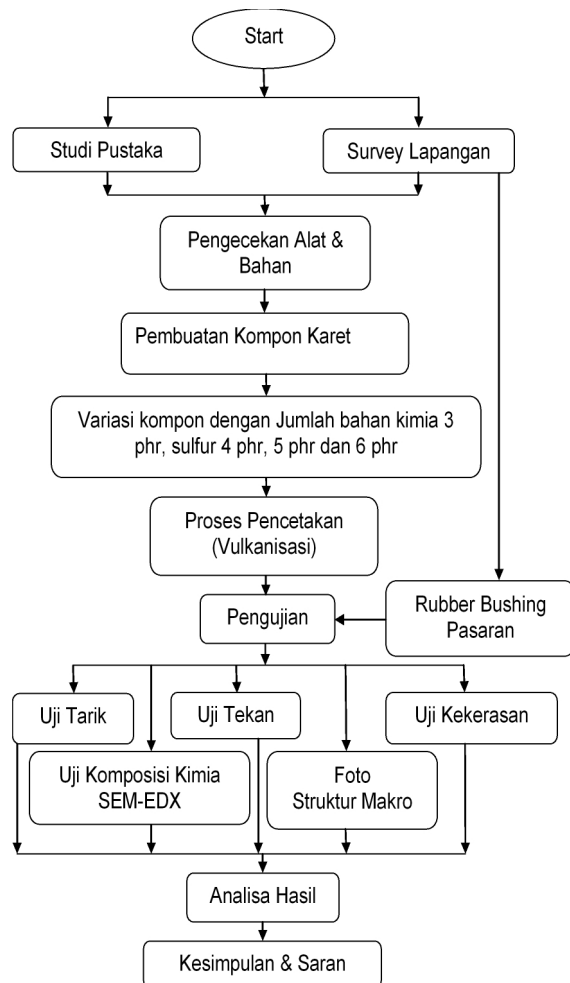 Start
Studi Pustaka
Survey Lapangan
Pengecekan Alat &
Bahan
Pembuatan Kompon Karet
Variasi kompon dengan Jumlah bahan kimia 3
phr, sulfur 4 phr, 5 phr dan 6 phr
Proses Pencetakan
(Vulkanisasi)
Pengujian
Rubber Bushing
Pasaran
Uji Tarik
Uji Tekan
Uji Kekerasan
Uji Komposisi Kimia
SEM-EDX
Foto
Struktur Makro
Analisa Hasil
Kesimpulan & Saran